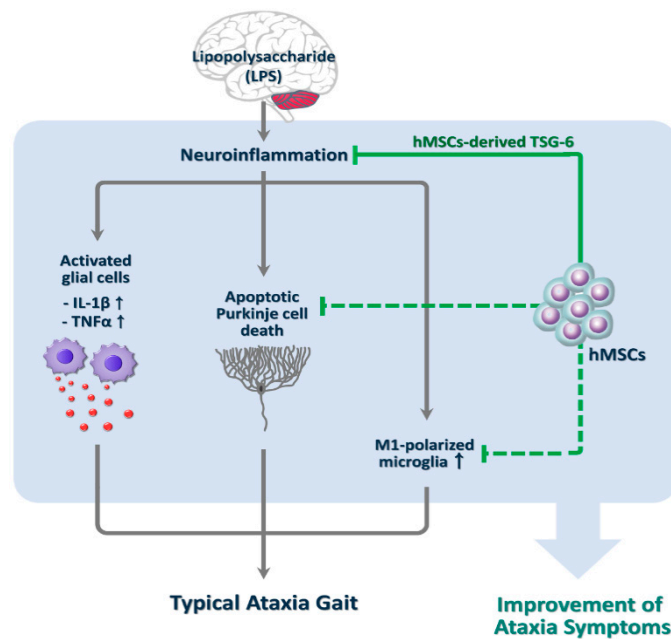 Lipopolysaccharide
(LPS)
hMSCs-derived TSG-6
Neuroinflammation
Activated
glial cells
- IL-1β ↑
- TNFα ↑
Apoptotic
Purkinje cell
death
hMSCs
M1-polarized
microglia ↑
Typical Ataxia Gait
Improvement of
Ataxia Symptoms